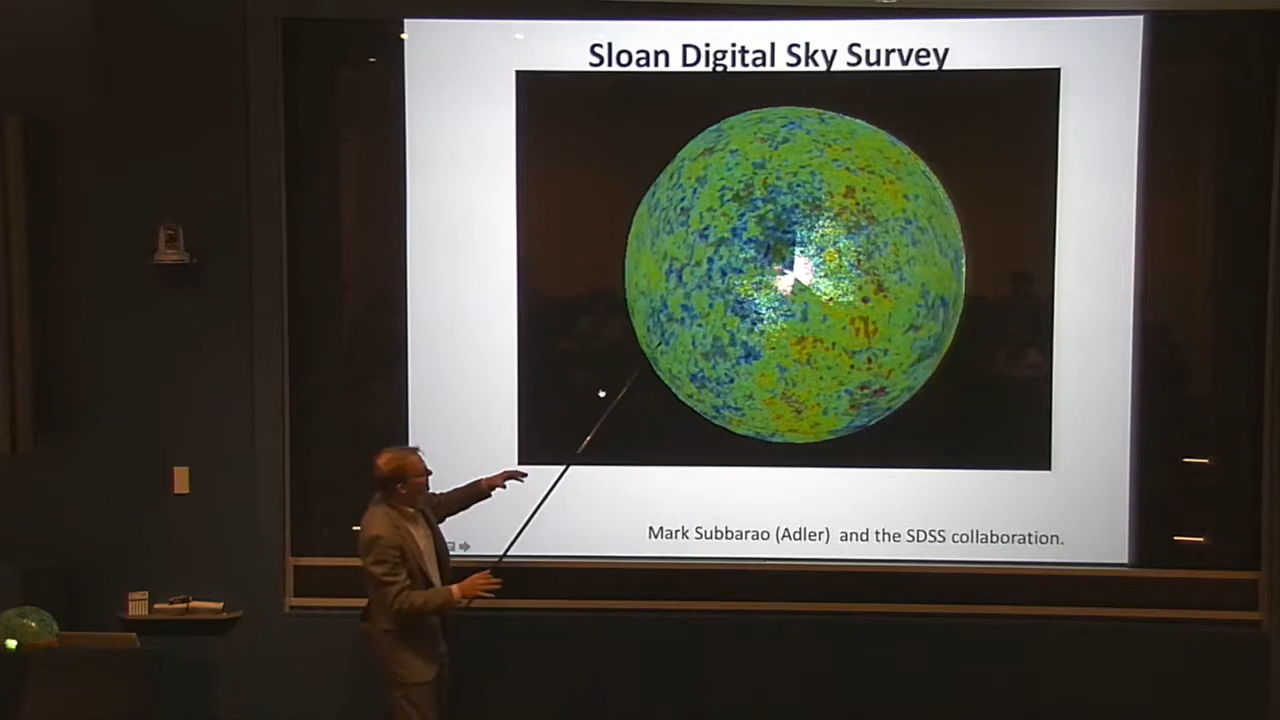 Sloan Digital Sky Survey
Mark Subbarao (Adler) and the SDSS collaboration.